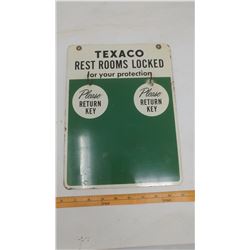 TEXACO
REST ROOMS LOCKED
for your protection
Please
RETURN
KEY
Please
RETURN
KEY